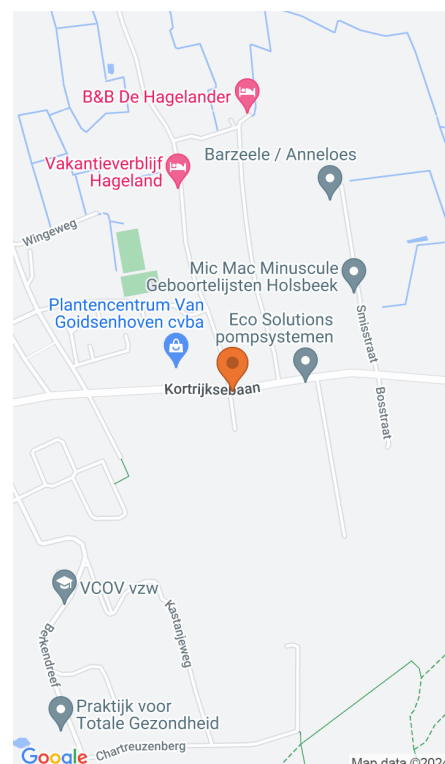 B&B De Hagelander
Barzeele / Anneloes
Vakantieverblijf
Hageland
Wingeweg
Mic Mac Minuscule
Geboortelijsten Holsbeek
Plantencentrum Van
Goidsenhoven cvba
Eco Solutions
pompsystemen
Smisstraat
Kortrijksebaan
Bosstraat
VCOV vzw
Kastanjeweg
Berkendreef
Praktijk voor
Totale Gezondheid
Chartreuzenberg
Google
Map data ©202